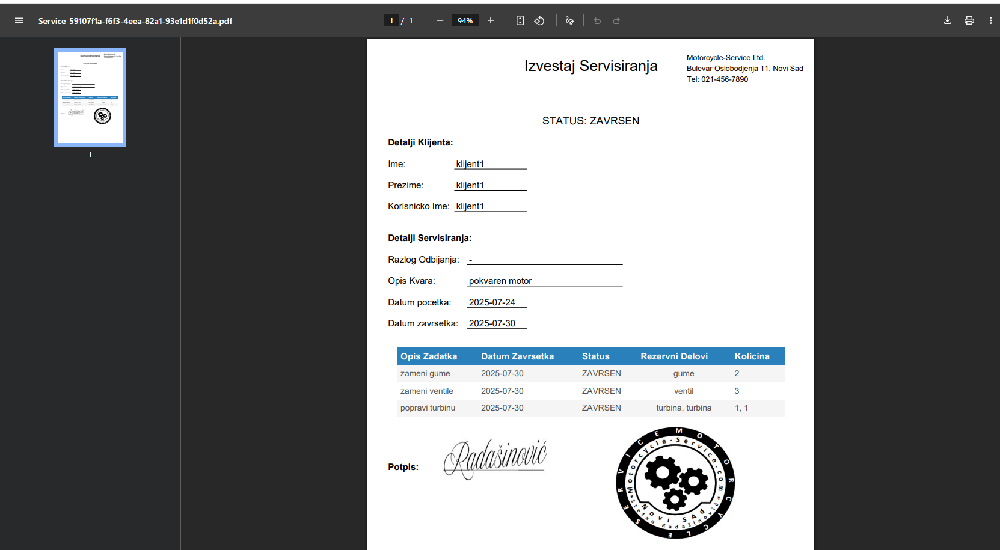 Service_59107f1a-f6f3-4eea-82a1-93e1d1f0d52a.pdf
1 / 1
94%
1
Izvestaj Servisiranja
Motorcycle-Service Ltd.
Bulevar Oslobodjenja 11, Novi Sad
Tel: 021-456-7890
STATUS: ZAVRSEN
Detalji Klijenta:
Ime: klijent1
Prezime: klijent1
Korisnicko Ime: klijent1
Detalji Servisiranja:
Razlog Odbijanja: -
Opis Kvara: pokvaren motor
Datum pocetka: 2025-07-24
Datum zavrsetka: 2025-07-30
Opis Zadatka Datum Zavrsetka Status Rezervni Delovi Kolicina
zameni gume 2025-07-30 ZAVRSEN gume 2
zameni ventile 2025-07-30 ZAVRSEN ventil 3
popravi turbinu 2025-07-30 ZAVRSEN turbina, turbina 1, 1
Potpis: Radašinović
MOTORCYCLE SERVICE
*Motorcycle-Service.com*
Novi SAd
Stefan Radašinović